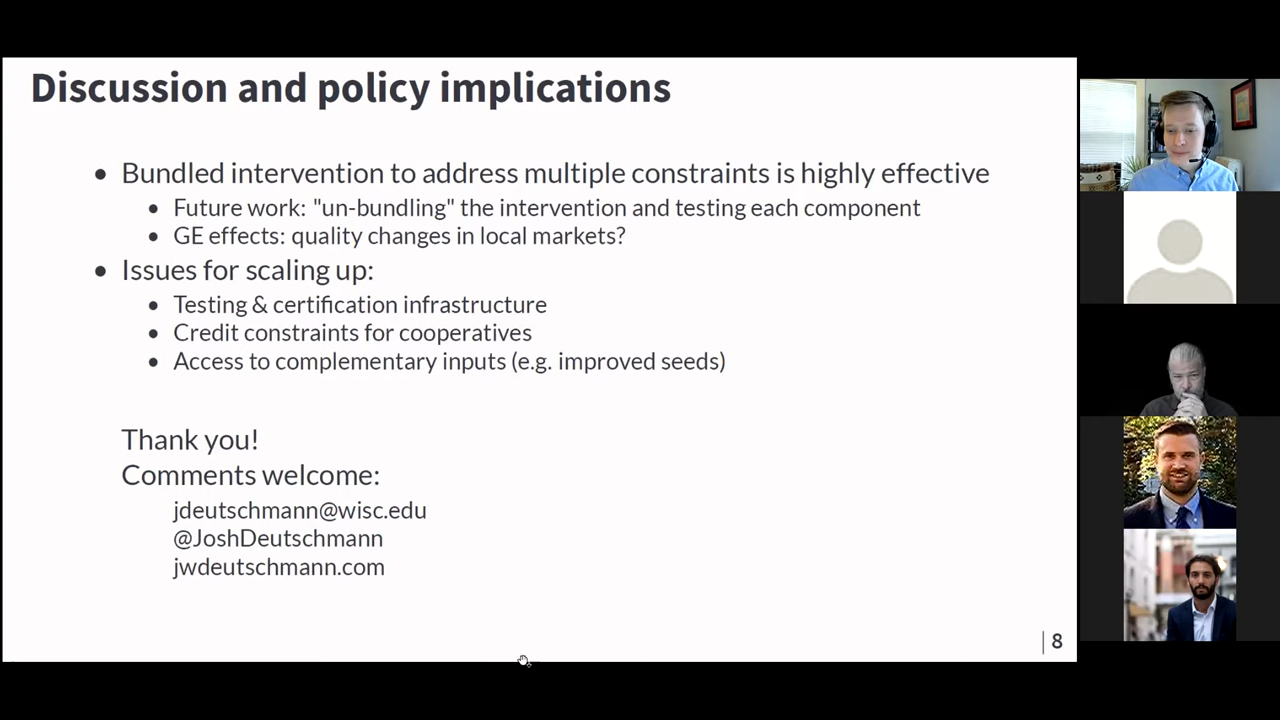 Discussion and policy implications
• Bundled intervention to address multiple constraints is highly effective
• Future work: "un-bundling" the intervention and testing each component
• GE effects: quality changes in local markets?
• Issues for scaling up:
• Testing & certification infrastructure
• Credit constraints for cooperatives
• Access to complementary inputs (e.g. improved seeds)
Thank you!
Comments welcome:
jdeutschmann@wisc.edu
@JoshDeutschmann
jwdeutschmann.com
8